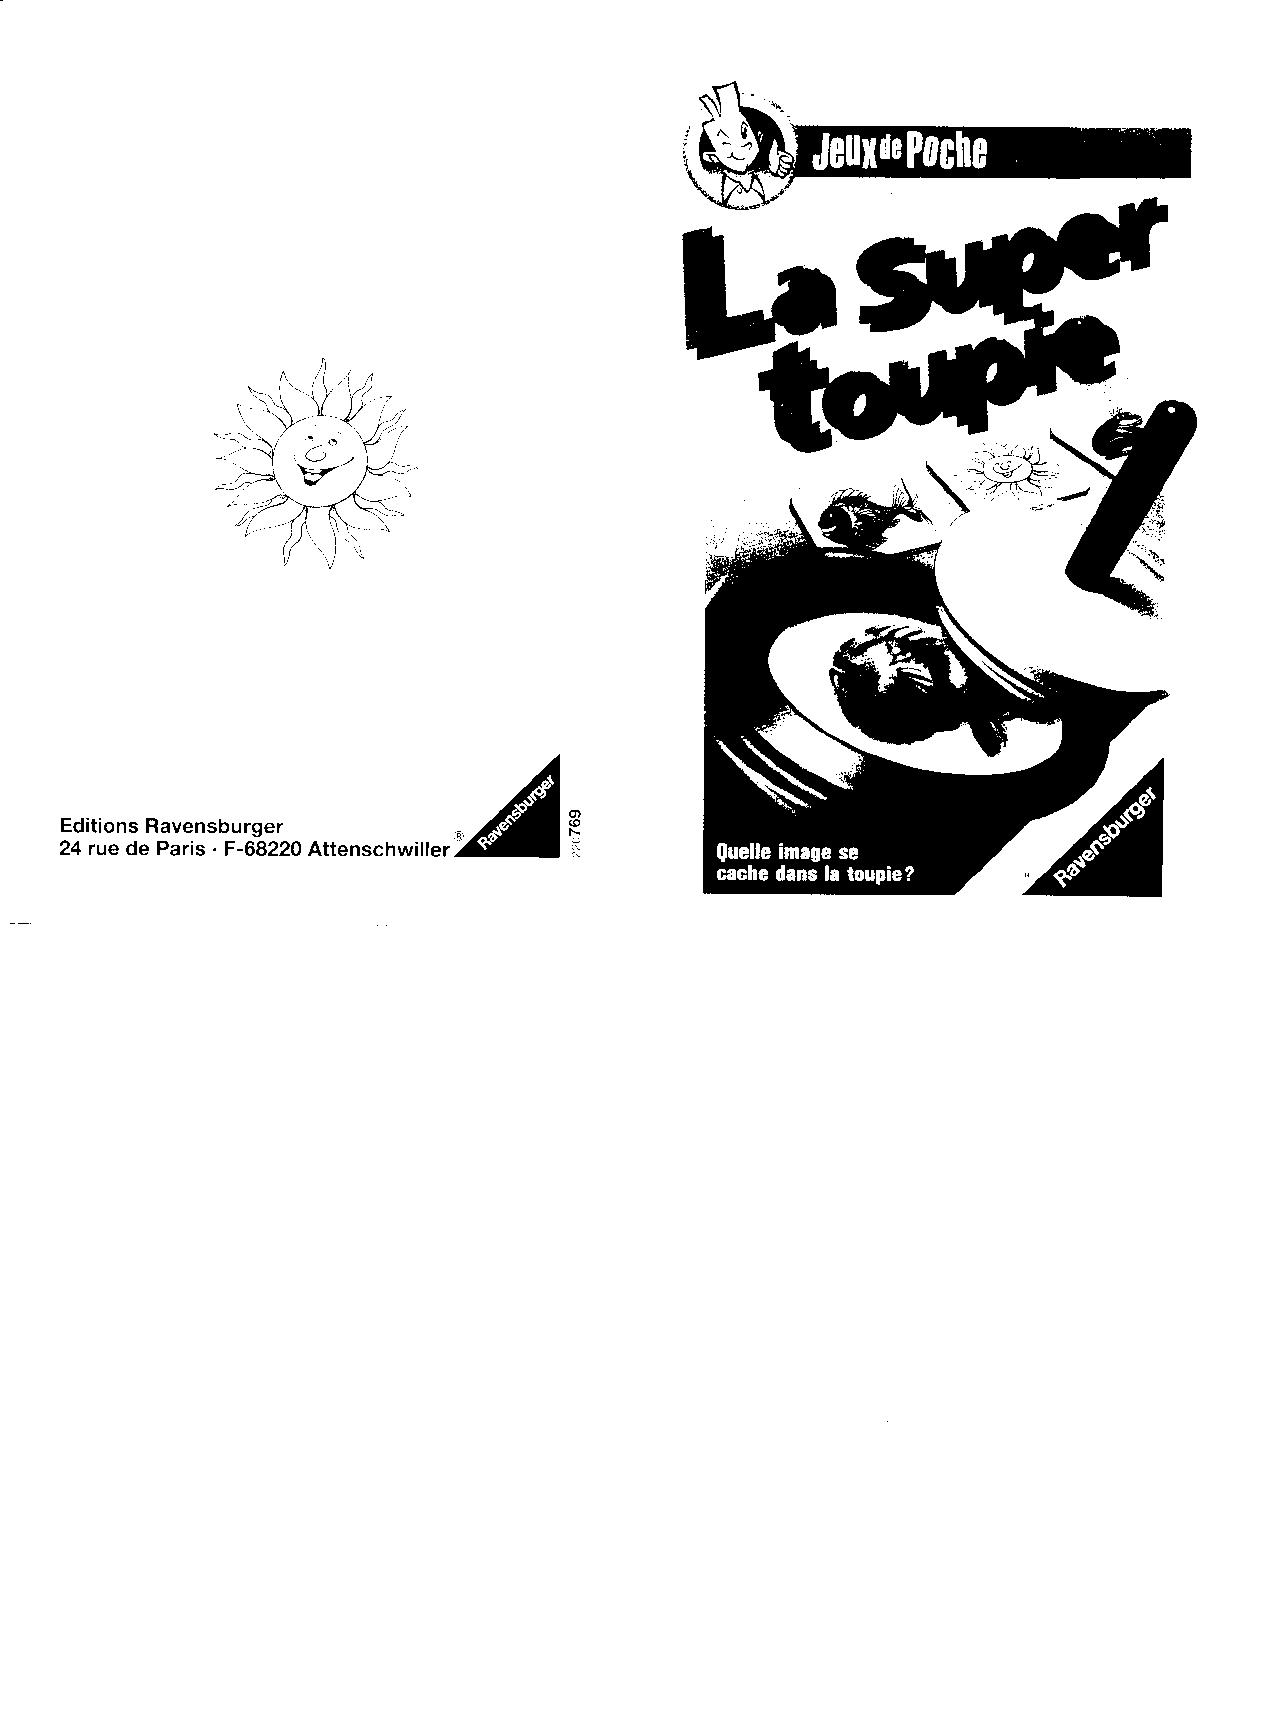 Editions Ravensburger
24 rue de Paris · F-68220 Attenschwiller
®
Ravensburger
Jeux de Poche
La Super
toupie
Quelle image se
cache dans la toupie?
Ravensburger